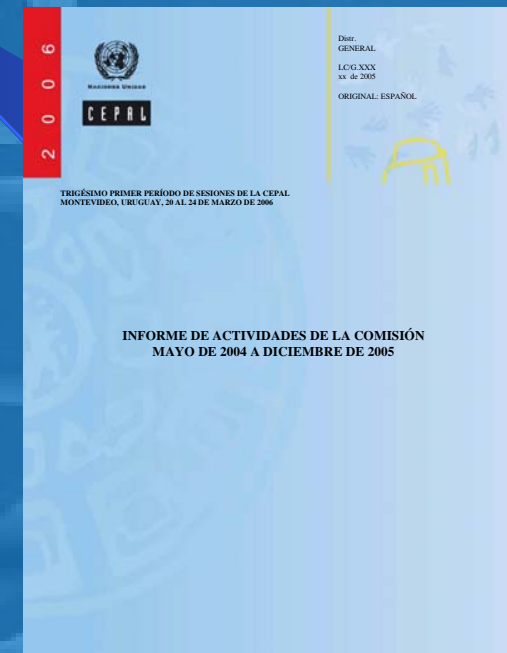 2006
NACIONES UNIDAS
CEPAL
Distr.
GENERAL
LC/G.XXX
xx de 2005
ORIGINAL: ESPAÑOL
TRIGÉSIMO PRIMER PERÍODO DE SESIONES DE LA CEPAL
MONTEVIDEO, URUGUAY, 20 AL 24 DE MARZO DE 2006
INFORME DE ACTIVIDADES DE LA COMISIÓN
MAYO DE 2004 A DICIEMBRE DE 2005